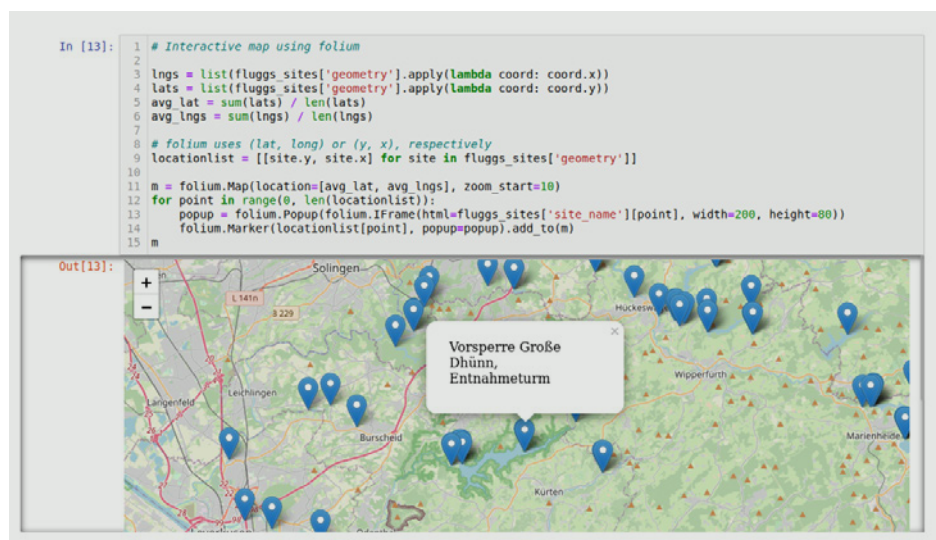 In [13]:
1 # Interactive map using folium
2
3 lngs = list(fluggs_sites['geometry'].apply(lambda coord: coord.x))
4 lats = list(fluggs_sites['geometry'].apply(lambda coord: coord.y))
5 avg_lat = sum(lats) / len(lats)
6 avg_lngs = sum(lngs) / len(lngs)
7
8 # folium uses (lat, long) or (y, x), respectively
9 locationlist = [[site.y, site.x] for site in fluggs_sites['geometry']]
10
11 m = folium.Map(location=[avg_lat, avg_lngs], zoom_start=10)
12 for point in range(0, len(locationlist)):
13     popup = folium.Popup(folium.IFrame(html=fluggs_sites['site_name'][point], width=200, height=80))
14     folium.Marker(locationlist[point], popup=popup).add_to(m)
15 m
Out[13]:
+
−
Solingen
L 141n
B 229
×
Vorsperre Große
Dhünn,
Entnahmeturm
Wipperfürth
Langenfeld
Leichlingen
Burscheid
Marienheide
Kürten